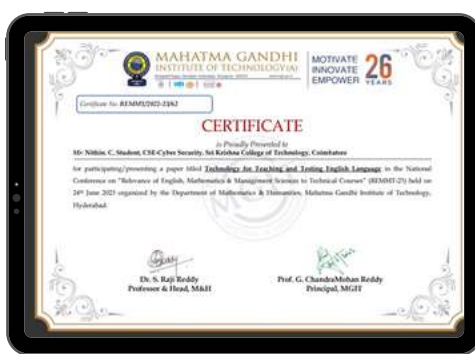 MAHATMA GANDHI
INSTITUTE OF TECHNOLOGY(A)
MOTIVATE
INNOVATE
EMPOWER
26
YEARS
Certificate No. REMMT/2022-23/62
CERTIFICATE
is Proudly Presented to
Mr Nithin. C, Student, CSE-Cyber Security, Sri Krishna College of Technology, Coimbatore
for participating/presenting a paper titled Technology for Teaching and Testing English Language in the National
Conference on "Relevance of English, Mathematics & Management Sciences to Technical Courses" (REMMT-23) held on
24th June 2023 organized by the Department of Mathematics & Humanities, Mahatma Gandhi Institute of Technology,
Hyderabad.
Dr. S. Raji Reddy
Professor & Head, M&H
Prof. G. ChandraMohan Reddy
Principal, MGIT